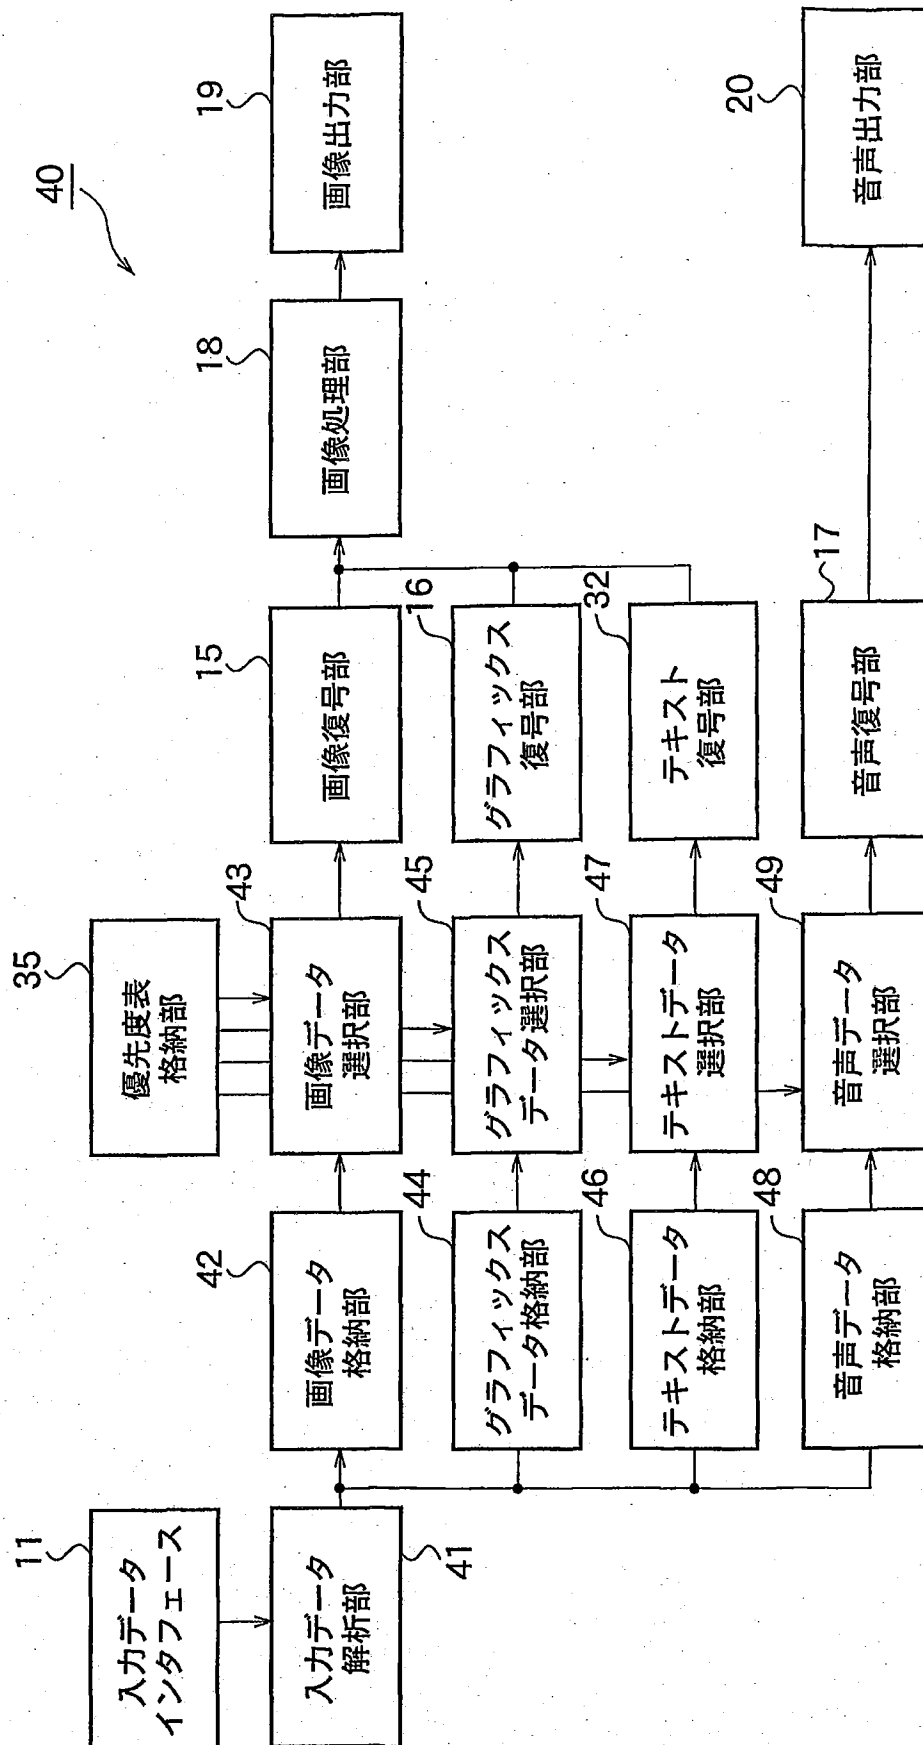 40
11
入力データ
インタフェース
35
優先度表
格納部
41
入力データ
解析部
42
画像データ
格納部
43
画像データ
選択部
15
画像復号部
18
画像処理部
19
画像出力部
44
グラフィックス
データ格納部
45
グラフィックス
データ選択部
16
グラフィックス
復号部
46
テキストデータ
格納部
47
テキストデータ
選択部
32
テキスト
復号部
48
音声データ
格納部
49
音声データ
選択部
17
音声復号部
20
音声出力部